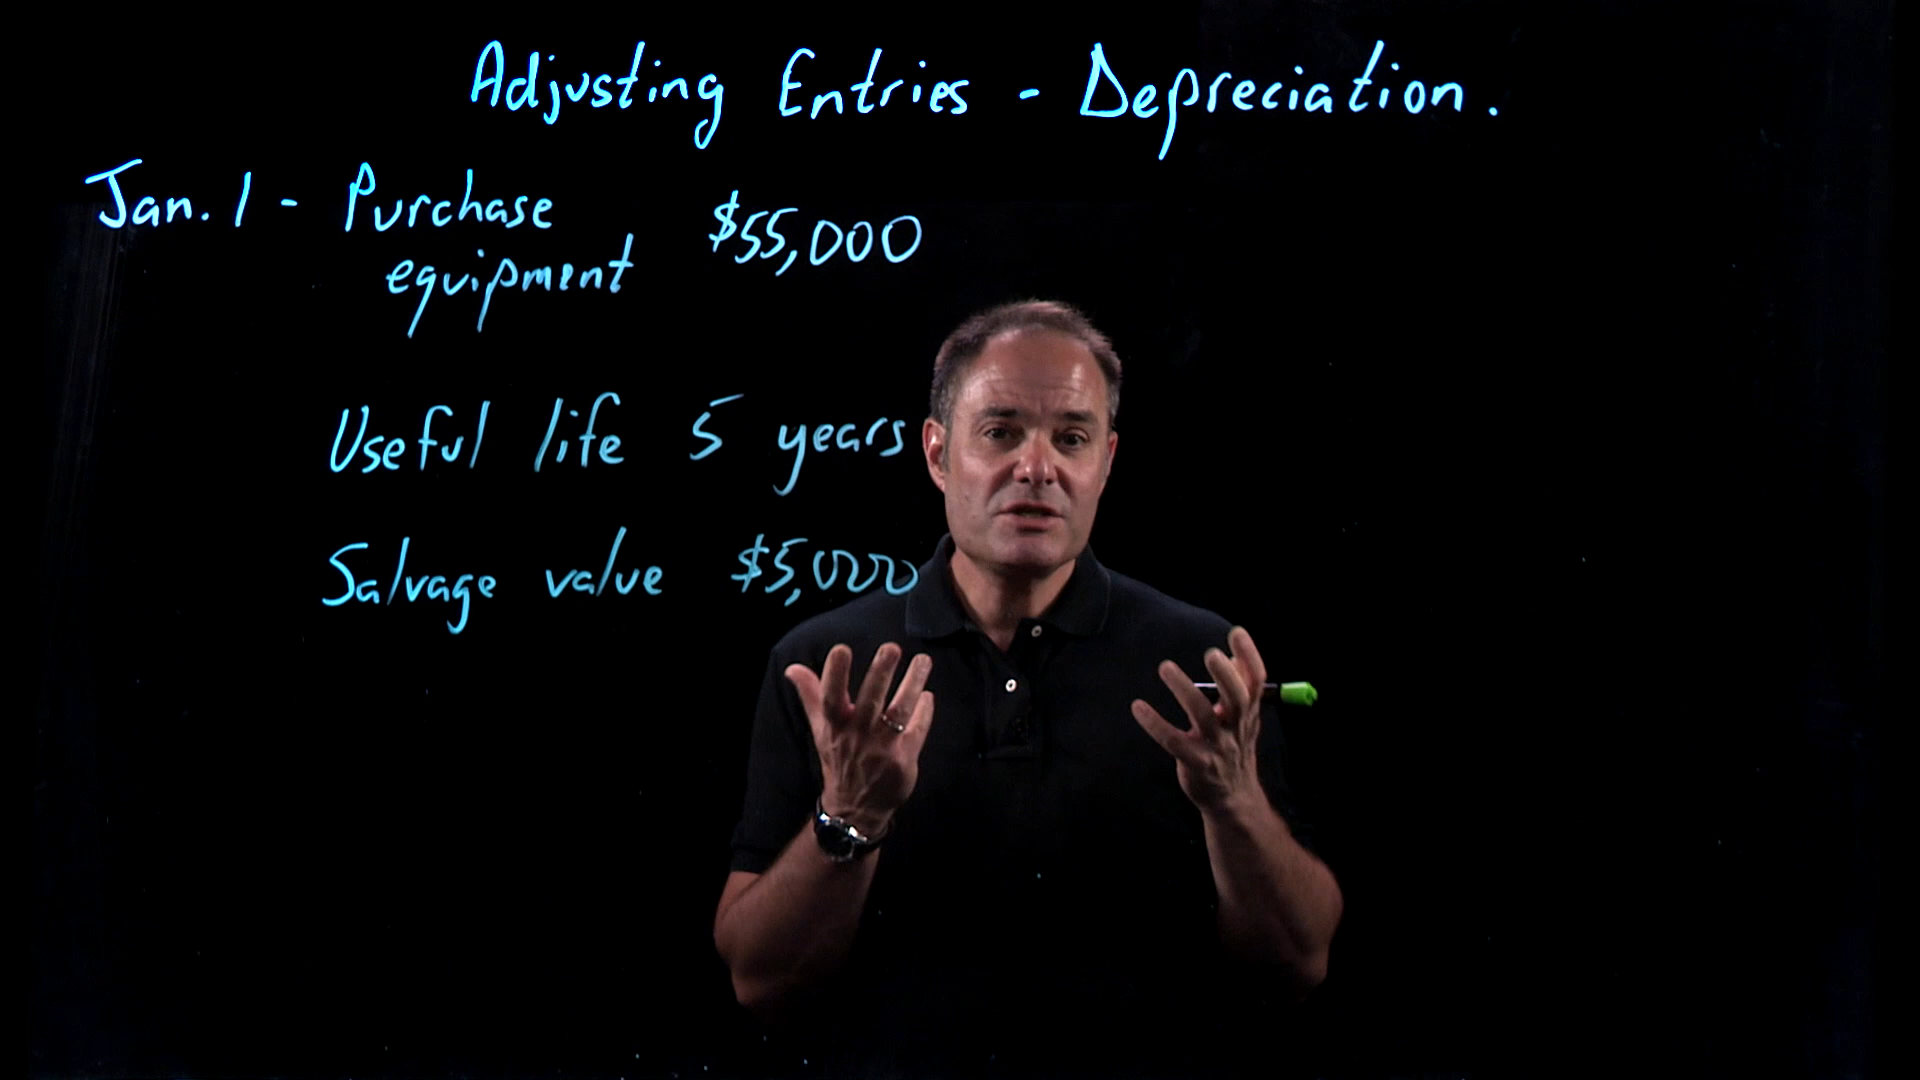 Adjusting Entries - Depreciation.
Jan. 1 - Purchase equipment $55,000
Useful life 5 years
Salvage value $5,000